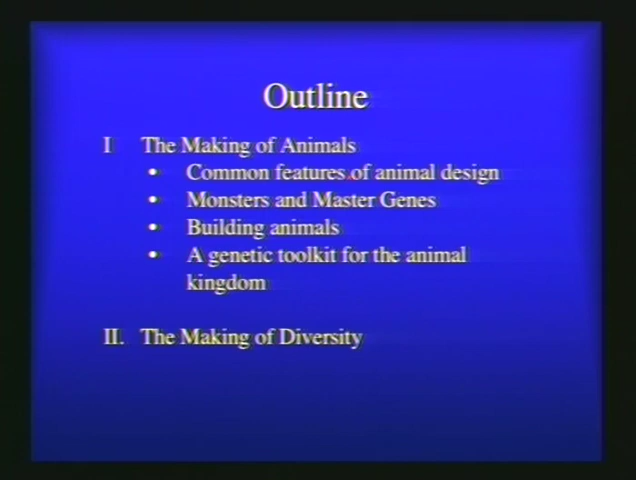 Outline
I The Making of Animals
• Common features of animal design
• Monsters and Master Genes
• Building animals
• A genetic toolkit for the animal
kingdom
II. The Making of Diversity